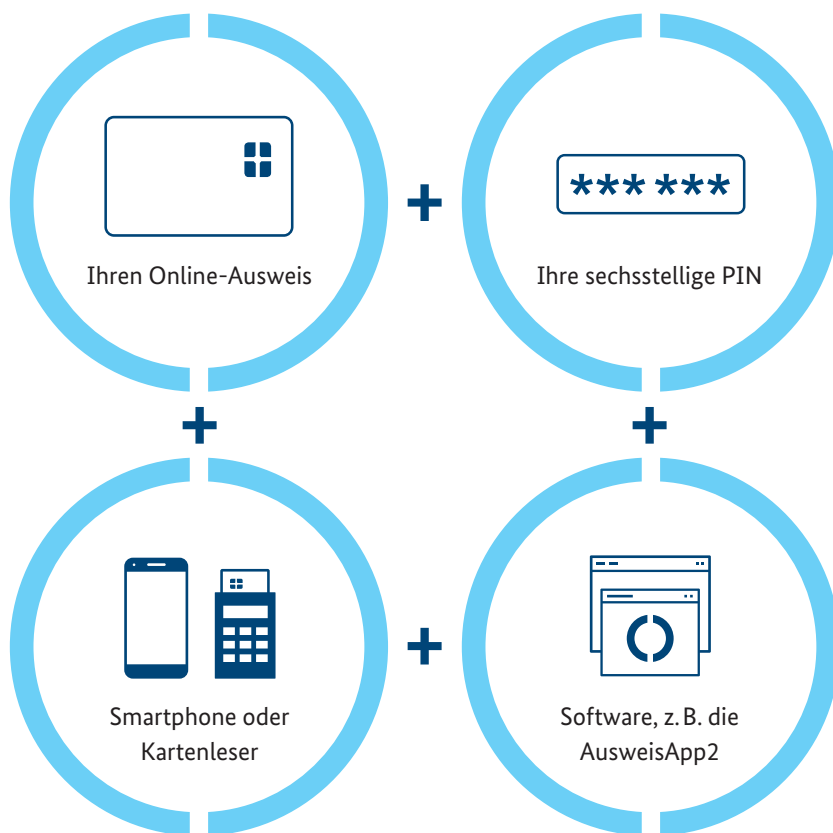 ******
Ihren Online-Ausweis
Ihre sechsstellige PIN
Smartphone oder
Kartenleser
Software, z. B. die
AusweisApp2